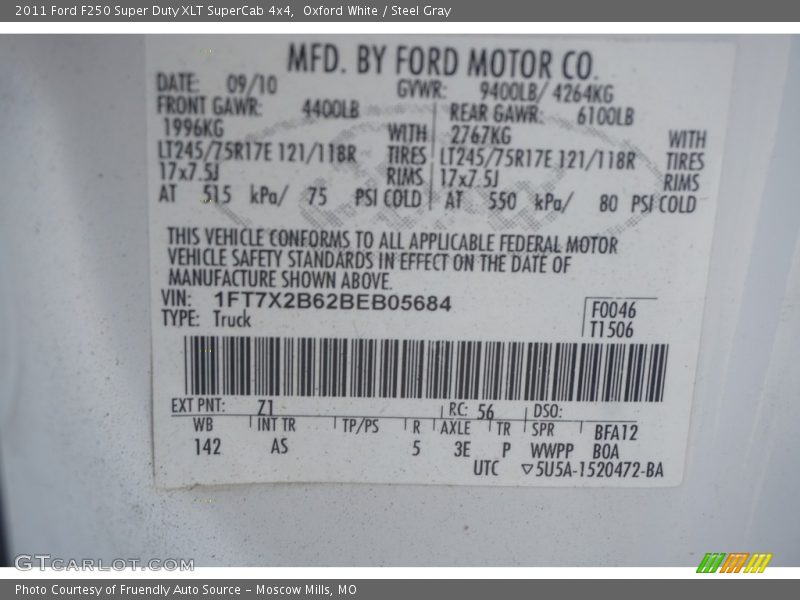 2011 Ford F250 Super Duty XLT SuperCab 4x4, Oxford White / Steel Gray
MFD. BY FORD MOTOR CO.
DATE: 09/10 GVWR: 9400LB/ 4264KG
FRONT GAWR: 4400LB REAR GAWR: 6100LB
1996KG WITH 2767KG WITH
LT245/75R17E 121/118R TIRES LT245/75R17E 121/118R TIRES
17x7.5J RIMS 17x7.5J RIMS
AT 515 kPa/ 75 PSI COLD AT 550 kPa/ 80 PSI COLD
THIS VEHICLE CONFORMS TO ALL APPLICABLE FEDERAL MOTOR
VEHICLE SAFETY STANDARDS IN EFFECT ON THE DATE OF
MANUFACTURE SHOWN ABOVE.
VIN: 1FT7X2B62BEB05684 F0046
TYPE: Truck T1506
EXT PNT: Z1 RC: 56 DSO:
WB INT TR TP/PS R AXLE TR SPR BFA12
142 AS 5 3E P WWPP BOA
UTC ▽5U5A-1520472-BA
GTcarlot.com
Photo Courtesy of Fruendly Auto Source - Moscow Mills, MO